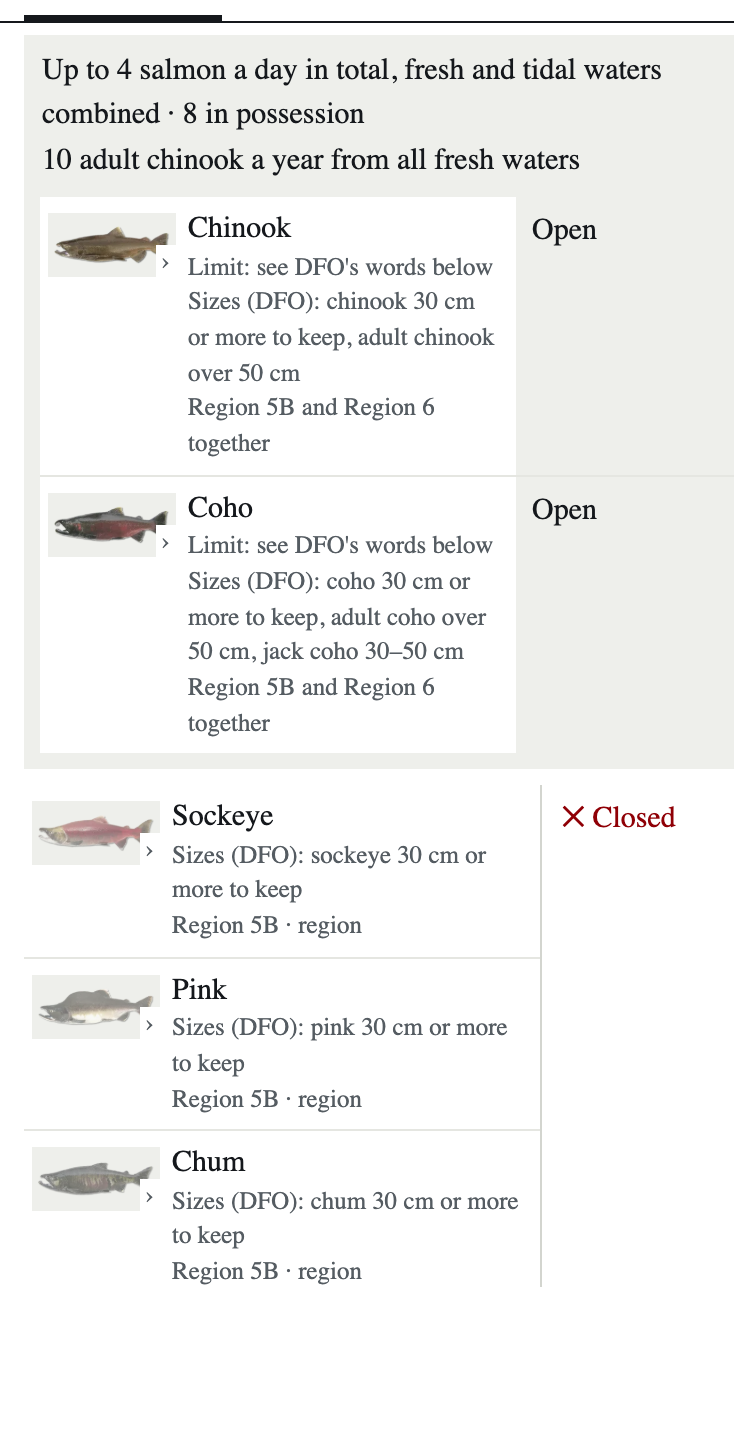 Up to 4 salmon a day in total, fresh and tidal waters
combined · 8 in possession
10 adult chinook a year from all fresh waters
Chinook
Open
›
Limit: see DFO's words below
Sizes (DFO): chinook 30 cm
or more to keep, adult chinook
over 50 cm
Region 5B and Region 6
together
Coho
Open
›
Limit: see DFO's words below
Sizes (DFO): coho 30 cm or
more to keep, adult coho over
50 cm, jack coho 30–50 cm
Region 5B and Region 6
together
Sockeye
✕ Closed
›
Sizes (DFO): sockeye 30 cm or
more to keep
Region 5B · region
Pink
›
Sizes (DFO): pink 30 cm or more
to keep
Region 5B · region
Chum
›
Sizes (DFO): chum 30 cm or more
to keep
Region 5B · region